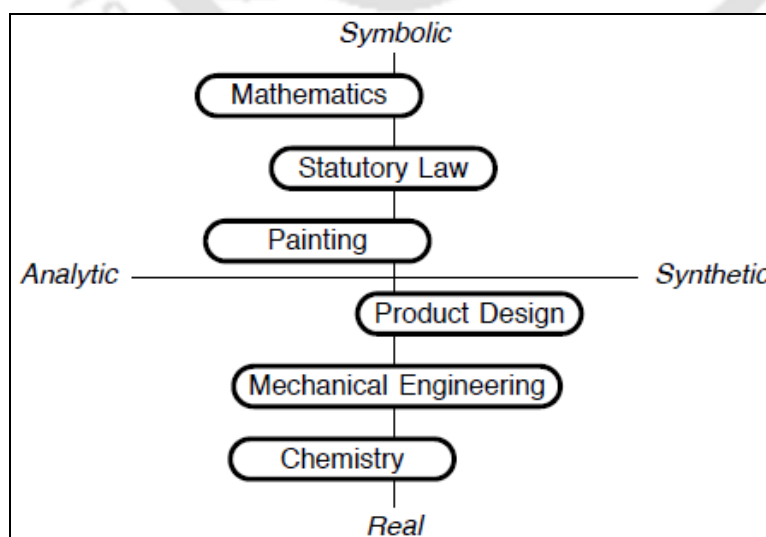 Symbolic
Mathematics
Statutory Law
Painting
Analytic
Synthetic
Product Design
Mechanical Engineering
Chemistry
Real